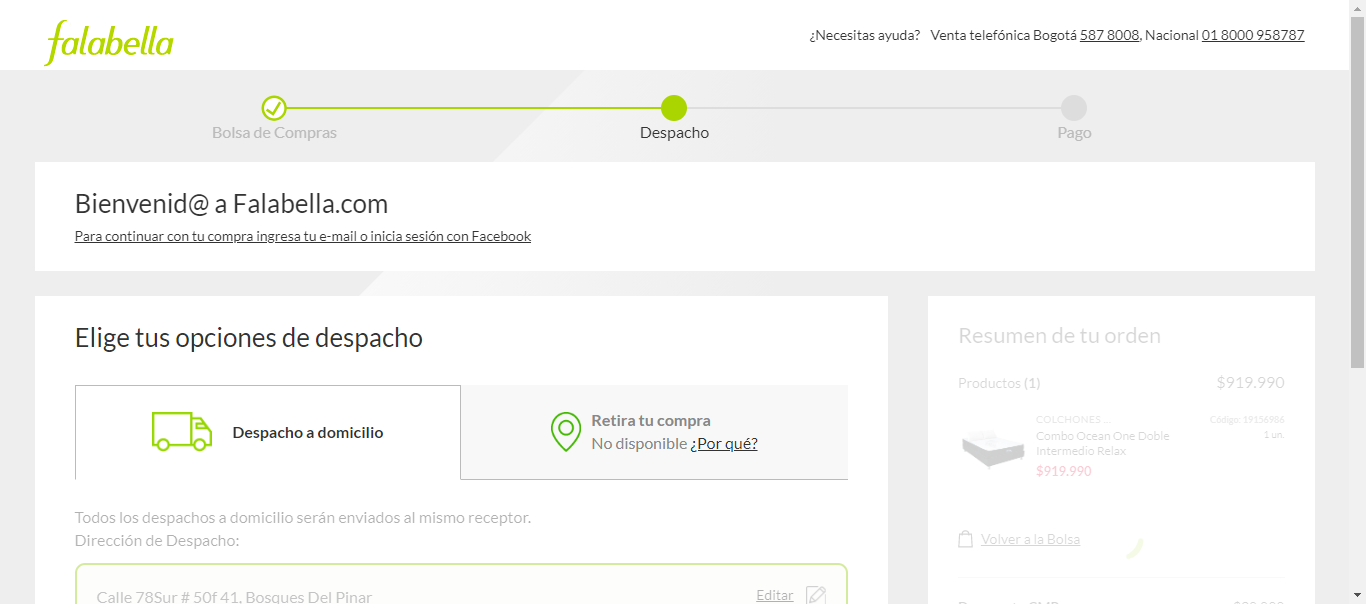 falabella
¿Necesitas ayuda? Venta telefónica Bogotá 587 8008, Nacional 01 8000 958787
Bolsa de Compras
Despacho
Pago
Bienvenid@ a Falabella.com
Para continuar con tu compra ingresa tu e-mail o inicia sesión con Facebook
Elige tus opciones de despacho
Despacho a domicilio
Retira tu compra
No disponible ¿Por qué?
Todos los despachos a domicilio serán enviados al mismo receptor.
Dirección de Despacho:
Calle 78Sur # 50f 41, Bosques Del Pinar
Editar
Resumen de tu orden
Productos (1) $919.990
COLCHONES ... Código: 19156986
Combo Ocean One Doble 1 un.
Intermedio Relax
$919.990
Volver a la Bolsa